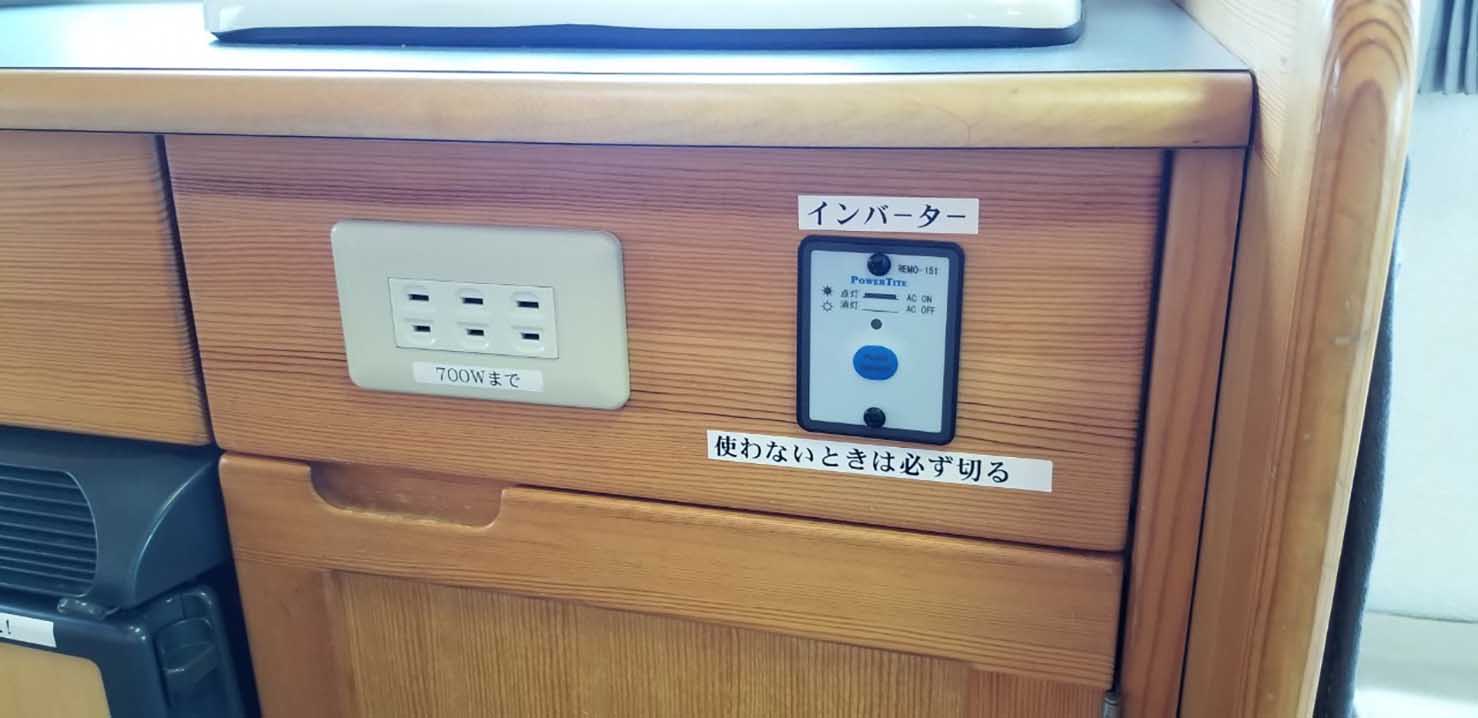 インバーター
REMO-151
POWERTITE
点灯 AC ON
消灯 AC OFF
700Wまで
使わないときは必ず切る